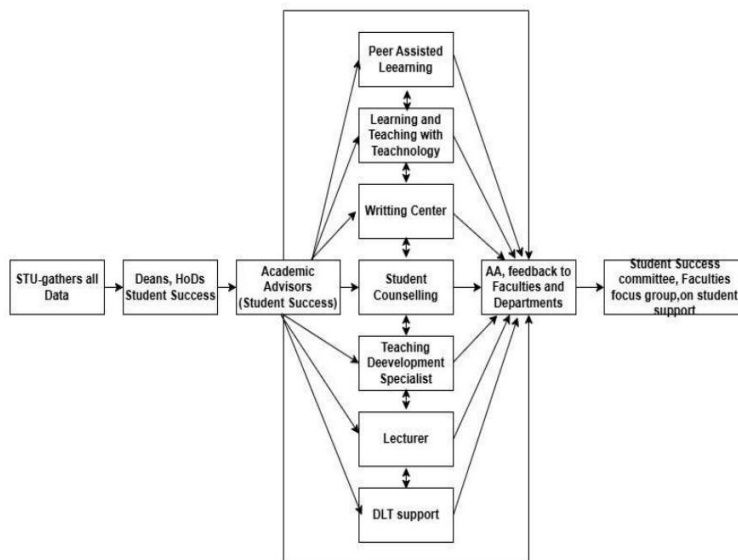 Peer Assisted
Leearning
Learning and
Teaching with
Teachnology
Writting Center
STU-gathers all
Data
Deans, HoDs
Student Success
Academic
Advisors
(Student Success)
Student
Counselling
AA, feedback to
Faculties and
Departments
Student Success
committee, Faculties
focus group,on student
support
Teaching
Deevelopment
Specialist
Lecturer
DLT support